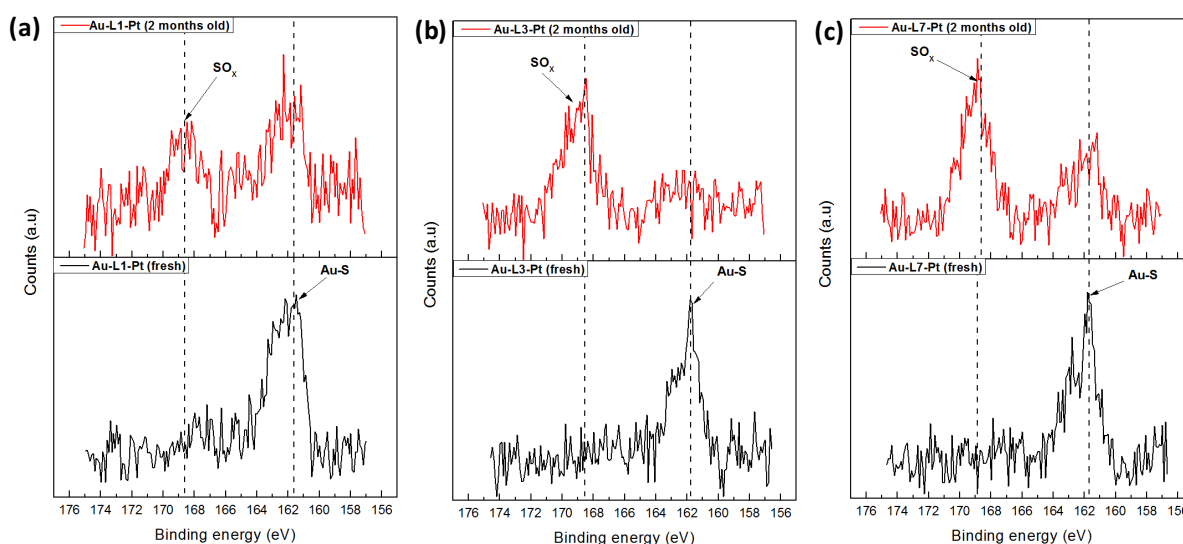 (a)
Au-L1-Pt (2 months old)
SOx
Au-L1-Pt (fresh)
Au-S
Counts (a.u)
176 174 172 170 168 166 164 162 160 158 156
Binding energy (eV)
(b)
Au-L3-Pt (2 months old)
SOx
Au-L3-Pt (fresh)
Au-S
Counts (a.u)
176 174 172 170 168 166 164 162 160 158 156
Binding energy (eV)
(c)
Au-L7-Pt (2 months old)
SOx
Au-L7-Pt (fresh)
Au-S
Counts (a.u)
176 174 172 170 168 166 164 162 160 158 156
Binding energy (eV)